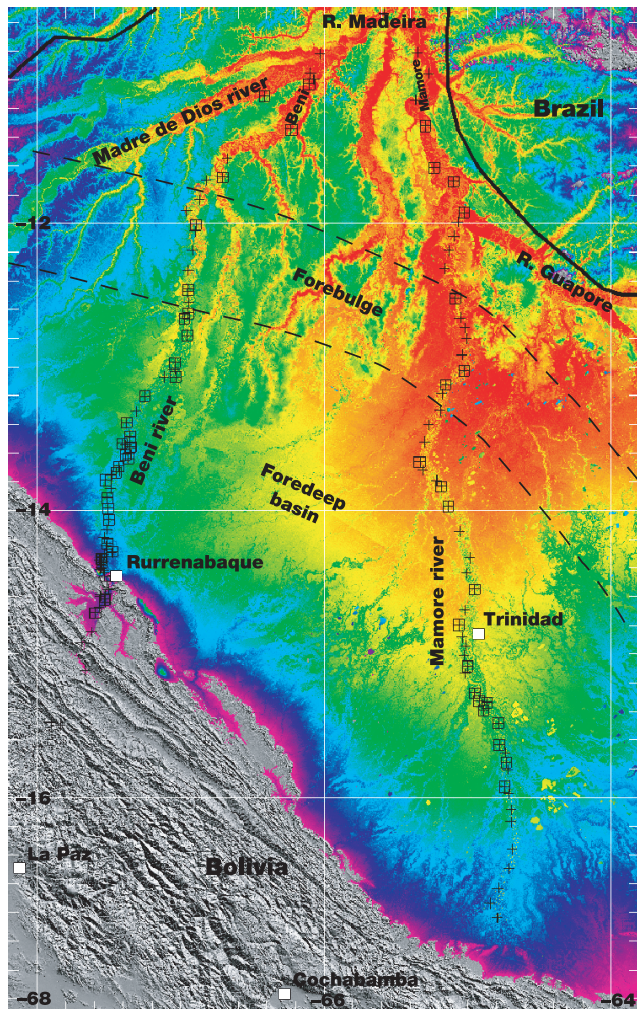 R. Madeira
Madre de Dios river
Beni
Mamore
Brazil
-12
Forebulge
R. Guapore
Beni river
Foredeep
basin
-14
Rurrenabaque
Mamore river
Trinidad
-16
La Paz
Bolivia
Cochabamba
-68
-66
-64